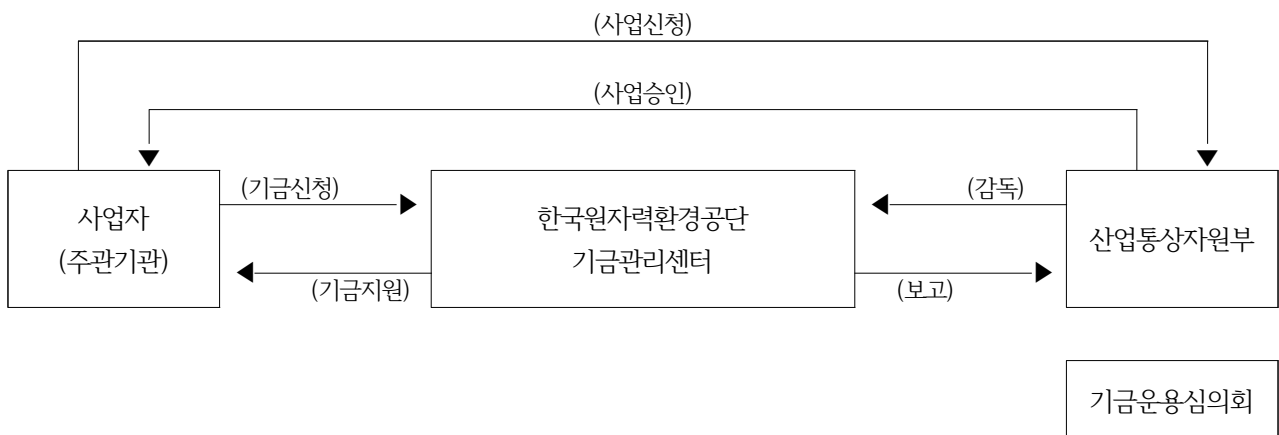 (사업신청)
(사업승인)
(기금신청)
(감독)
사업자
(주관기관)
한국원자력환경공단
기금관리센터
산업통상자원부
(기금지원)
(보고)
기금운용심의회